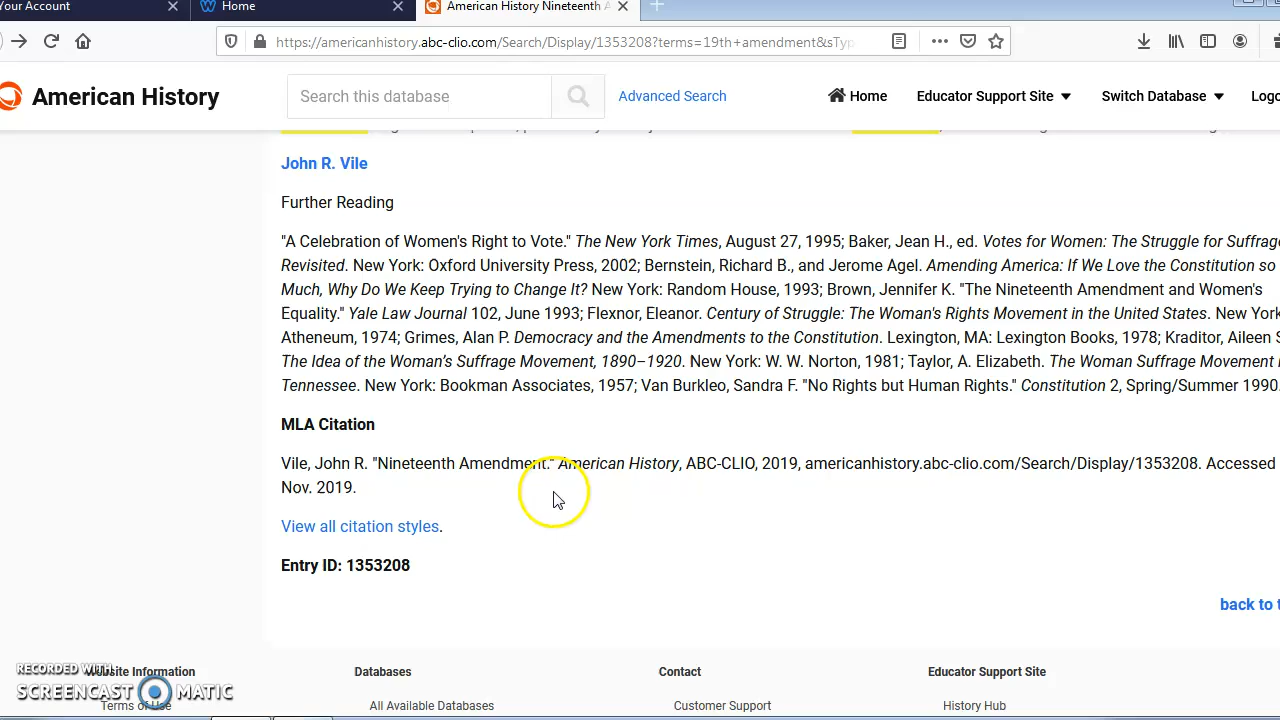 Your Account
Home
American History Nineteenth A
https://americanhistory.abc-clio.com/Search/Display/1353208?terms=19th+amendment&sTyp
American History
Search this database
Advanced Search
Home
Educator Support Site
Switch Database
Logo
John R. Vile
Further Reading
"A Celebration of Women's Right to Vote." The New York Times, August 27, 1995; Baker, Jean H., ed. Votes for Women: The Struggle for Suffrage
Revisited. New York: Oxford University Press, 2002; Bernstein, Richard B., and Jerome Agel. Amending America: If We Love the Constitution so
Much, Why Do We Keep Trying to Change It? New York: Random House, 1993; Brown, Jennifer K. "The Nineteenth Amendment and Women's
Equality." Yale Law Journal 102, June 1993; Flexnor, Eleanor. Century of Struggle: The Woman's Rights Movement in the United States. New York
Atheneum, 1974; Grimes, Alan P. Democracy and the Amendments to the Constitution. Lexington, MA: Lexington Books, 1978; Kraditor, Aileen S
The Idea of the Woman's Suffrage Movement, 1890–1920. New York: W. W. Norton, 1981; Taylor, A. Elizabeth. The Woman Suffrage Movement i
Tennessee. New York: Bookman Associates, 1957; Van Burkleo, Sandra F. "No Rights but Human Rights." Constitution 2, Spring/Summer 1990.
MLA Citation
Vile, John R. "Nineteenth Amendment." American History, ABC-CLIO, 2019, americanhistory.abc-clio.com/Search/Display/1353208. Accessed
Nov. 2019.
View all citation styles.
Entry ID: 1353208
back to t
RECORDED WITH
SCREENCAST MATIC
Website Information
Databases
Contact
Educator Support Site
Terms of Use
All Available Databases
Customer Support
History Hub